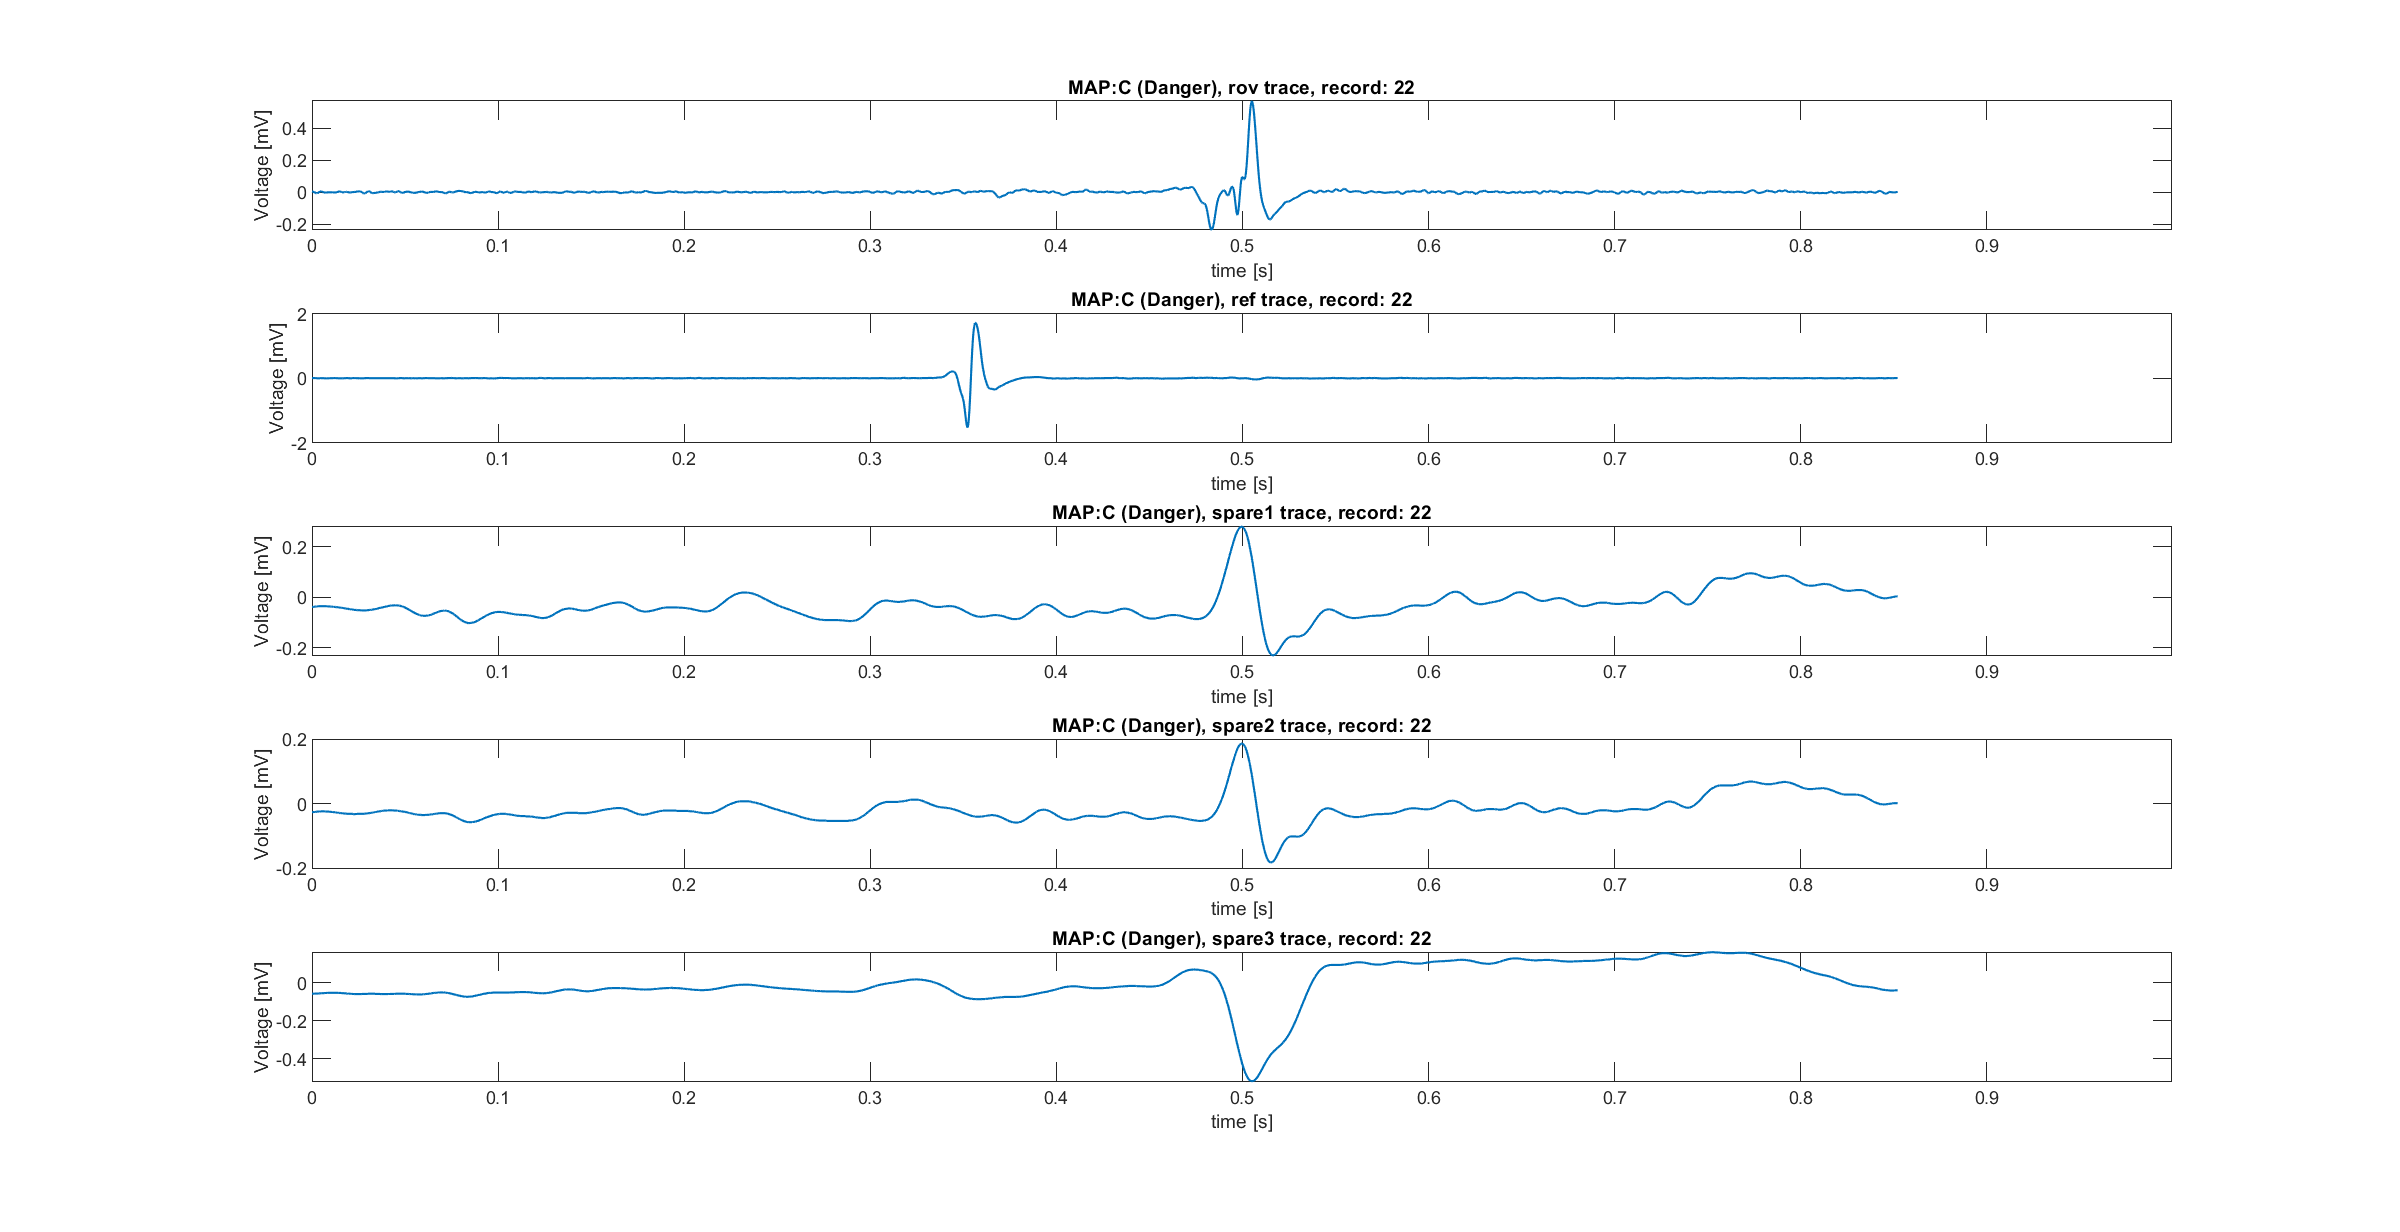 MAP:C (Danger), rov trace, record: 22
Voltage [mV]
0.4
0.2
0
-0.2
0 0.1 0.2 0.3 0.4 0.5 0.6 0.7 0.8 0.9
time [s]
MAP:C (Danger), ref trace, record: 22
Voltage [mV]
2
0
-2
0 0.1 0.2 0.3 0.4 0.5 0.6 0.7 0.8 0.9
time [s]
MAP:C (Danger), spare1 trace, record: 22
Voltage [mV]
0.2
0
-0.2
0 0.1 0.2 0.3 0.4 0.5 0.6 0.7 0.8 0.9
time [s]
MAP:C (Danger), spare2 trace, record: 22
Voltage [mV]
0.2
0
-0.2
0 0.1 0.2 0.3 0.4 0.5 0.6 0.7 0.8 0.9
time [s]
MAP:C (Danger), spare3 trace, record: 22
Voltage [mV]
0
-0.2
-0.4
0 0.1 0.2 0.3 0.4 0.5 0.6 0.7 0.8 0.9
time [s]